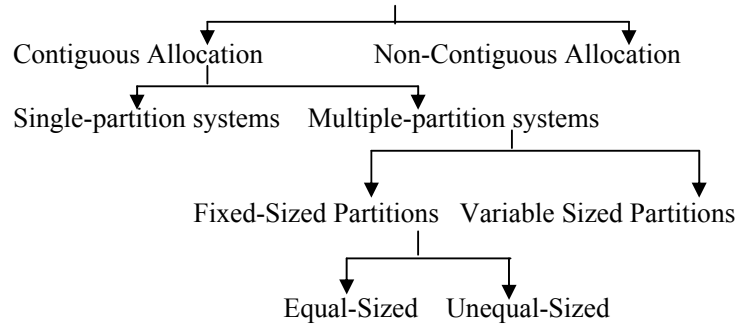 Contiguous Allocation Non-Contiguous Allocation
Single-partition systems Multiple-partition systems
Fixed-Sized Partitions Variable Sized Partitions
Equal-Sized Unequal-Sized